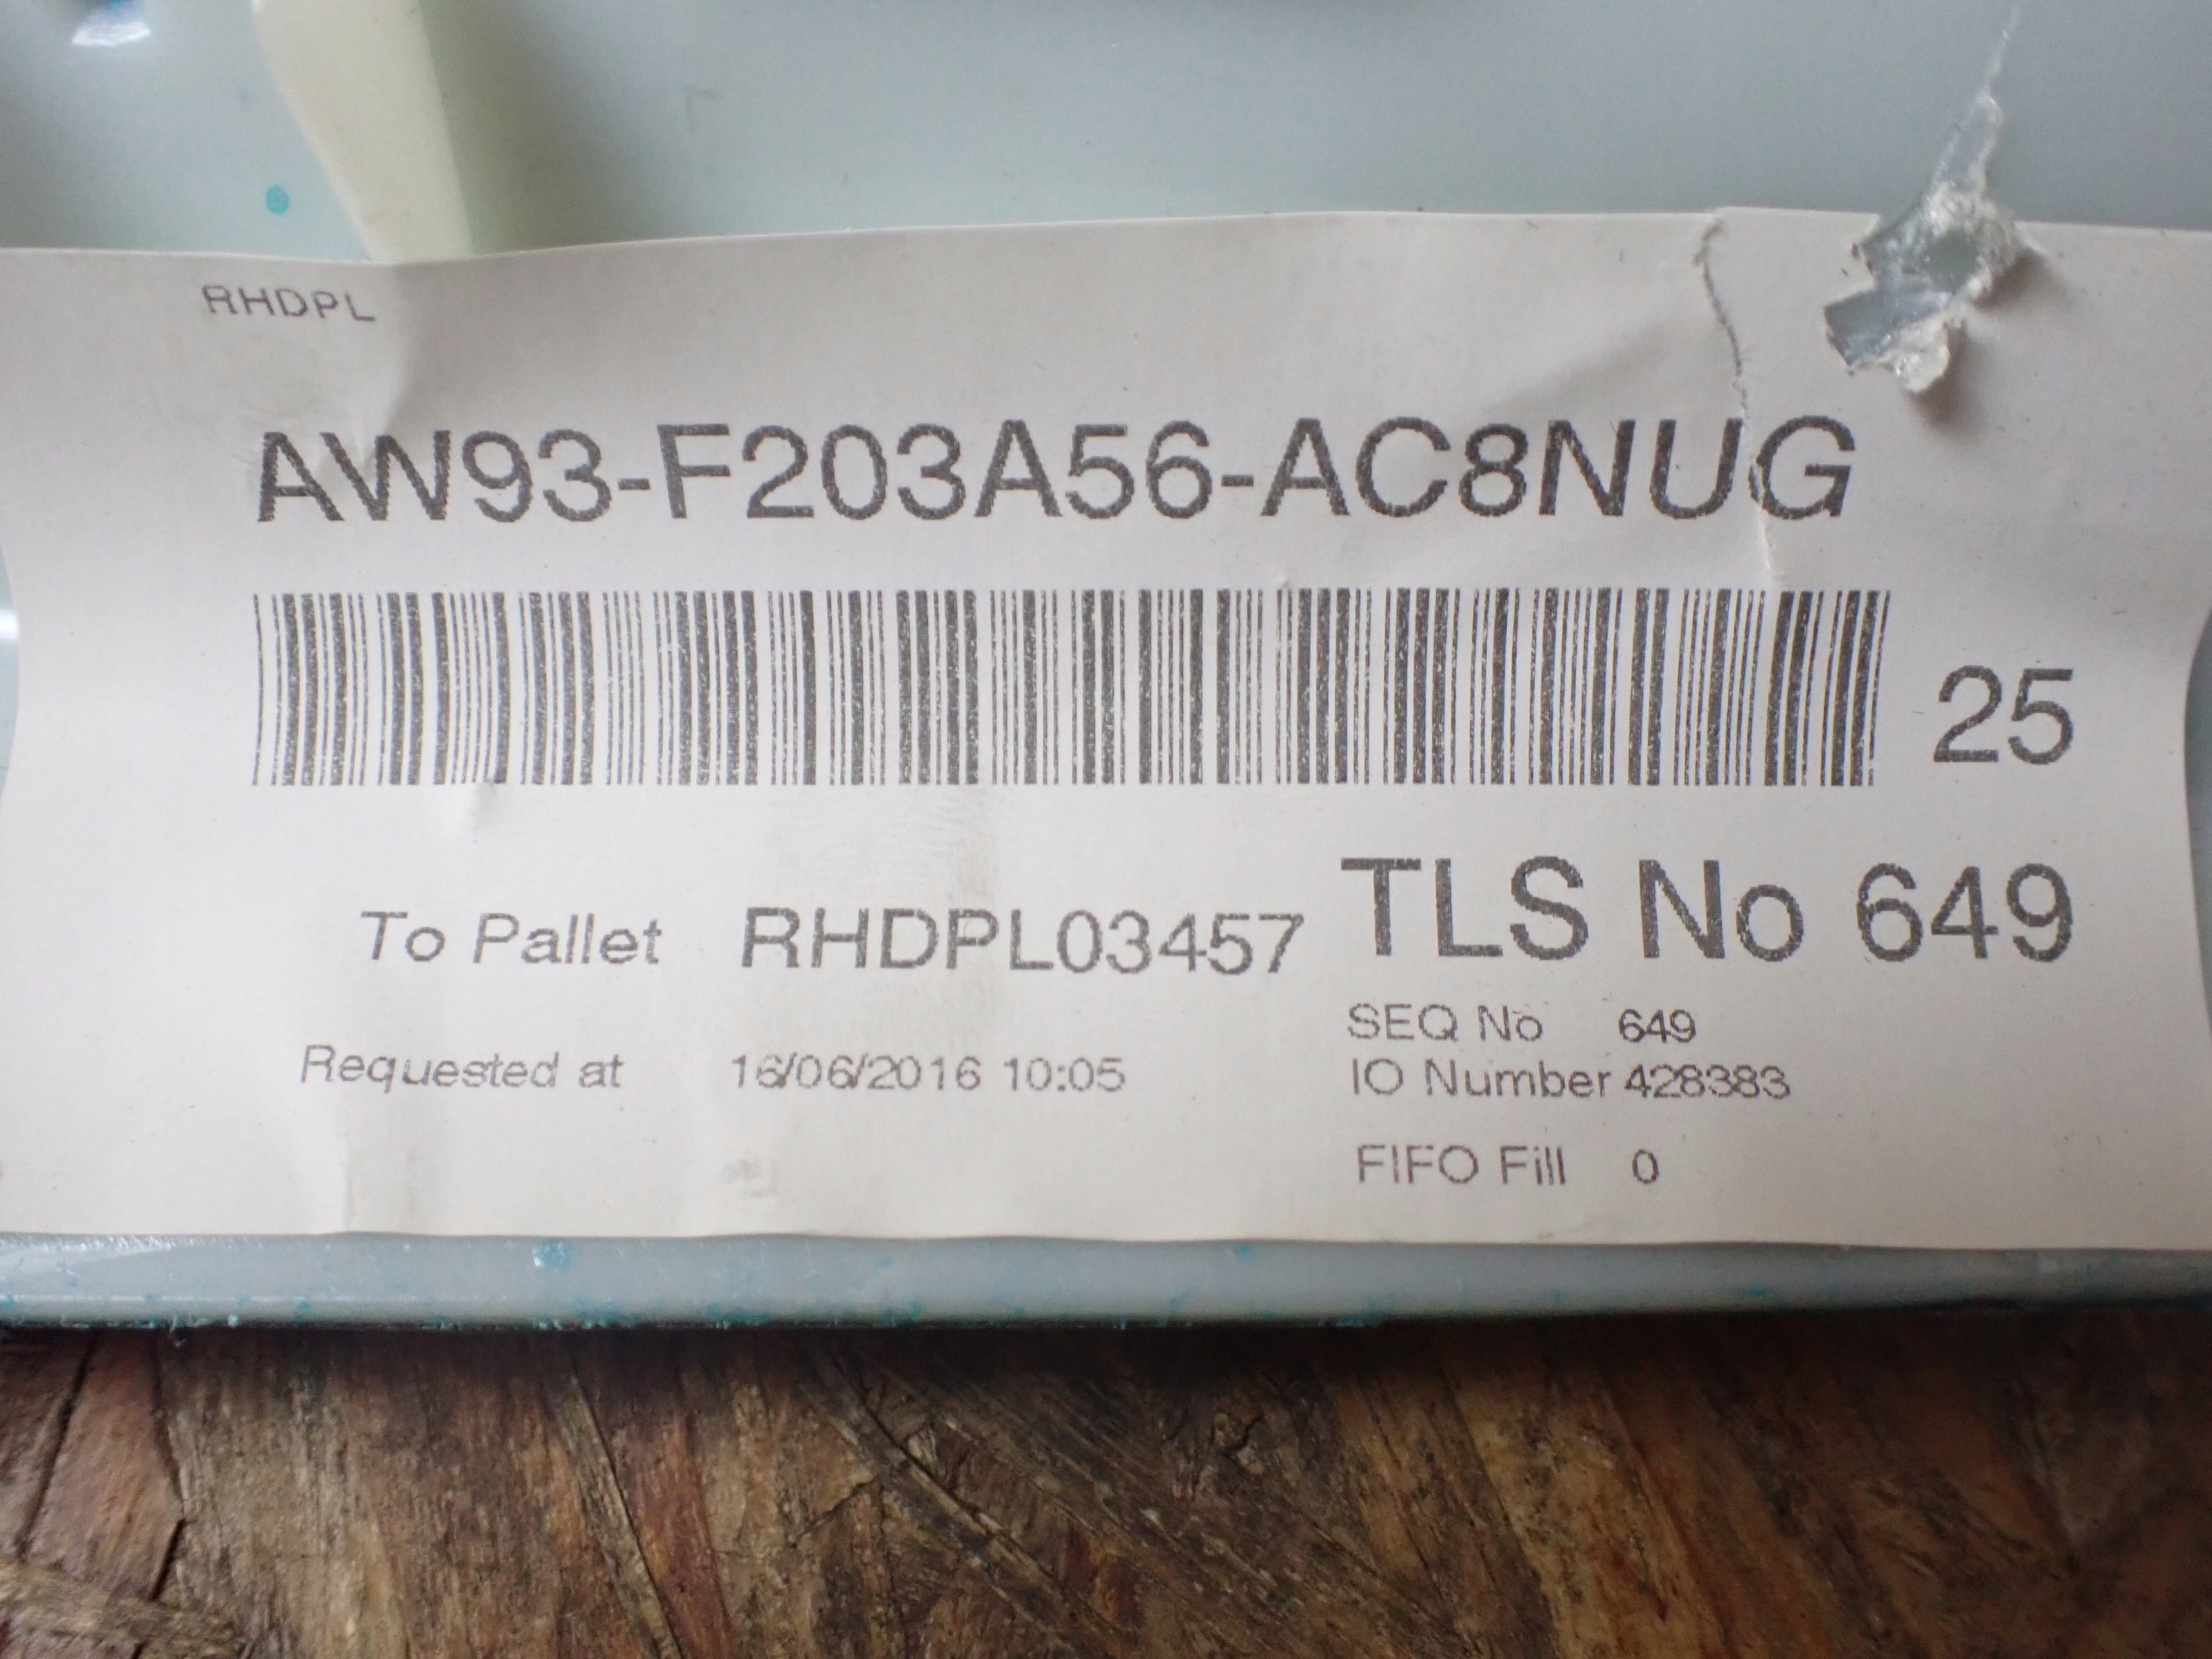 RHDPL
AW93-F203A56-AC8NUG
25
TLS No 649
To Pallet RHDPL03457
SEQ No 649
Requested at 16/06/2016 10:05
IO Number 428383
FIFO Fill 0